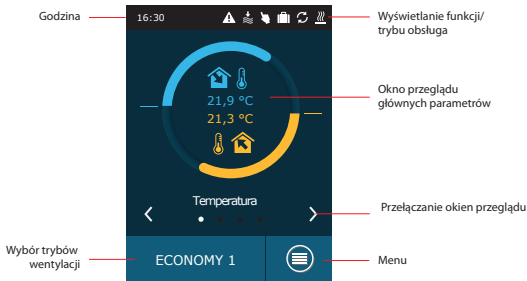 Godzina
16:30
Wyświetlanie funkcji/
trybu obsługa
21,9 °C
21,3 °C
Okno przeglądu
głównych parametrów
Temperatura
Przełączanie okien przeglądu
Wybór trybów
wentylacji
ECONOMY 1
Menu